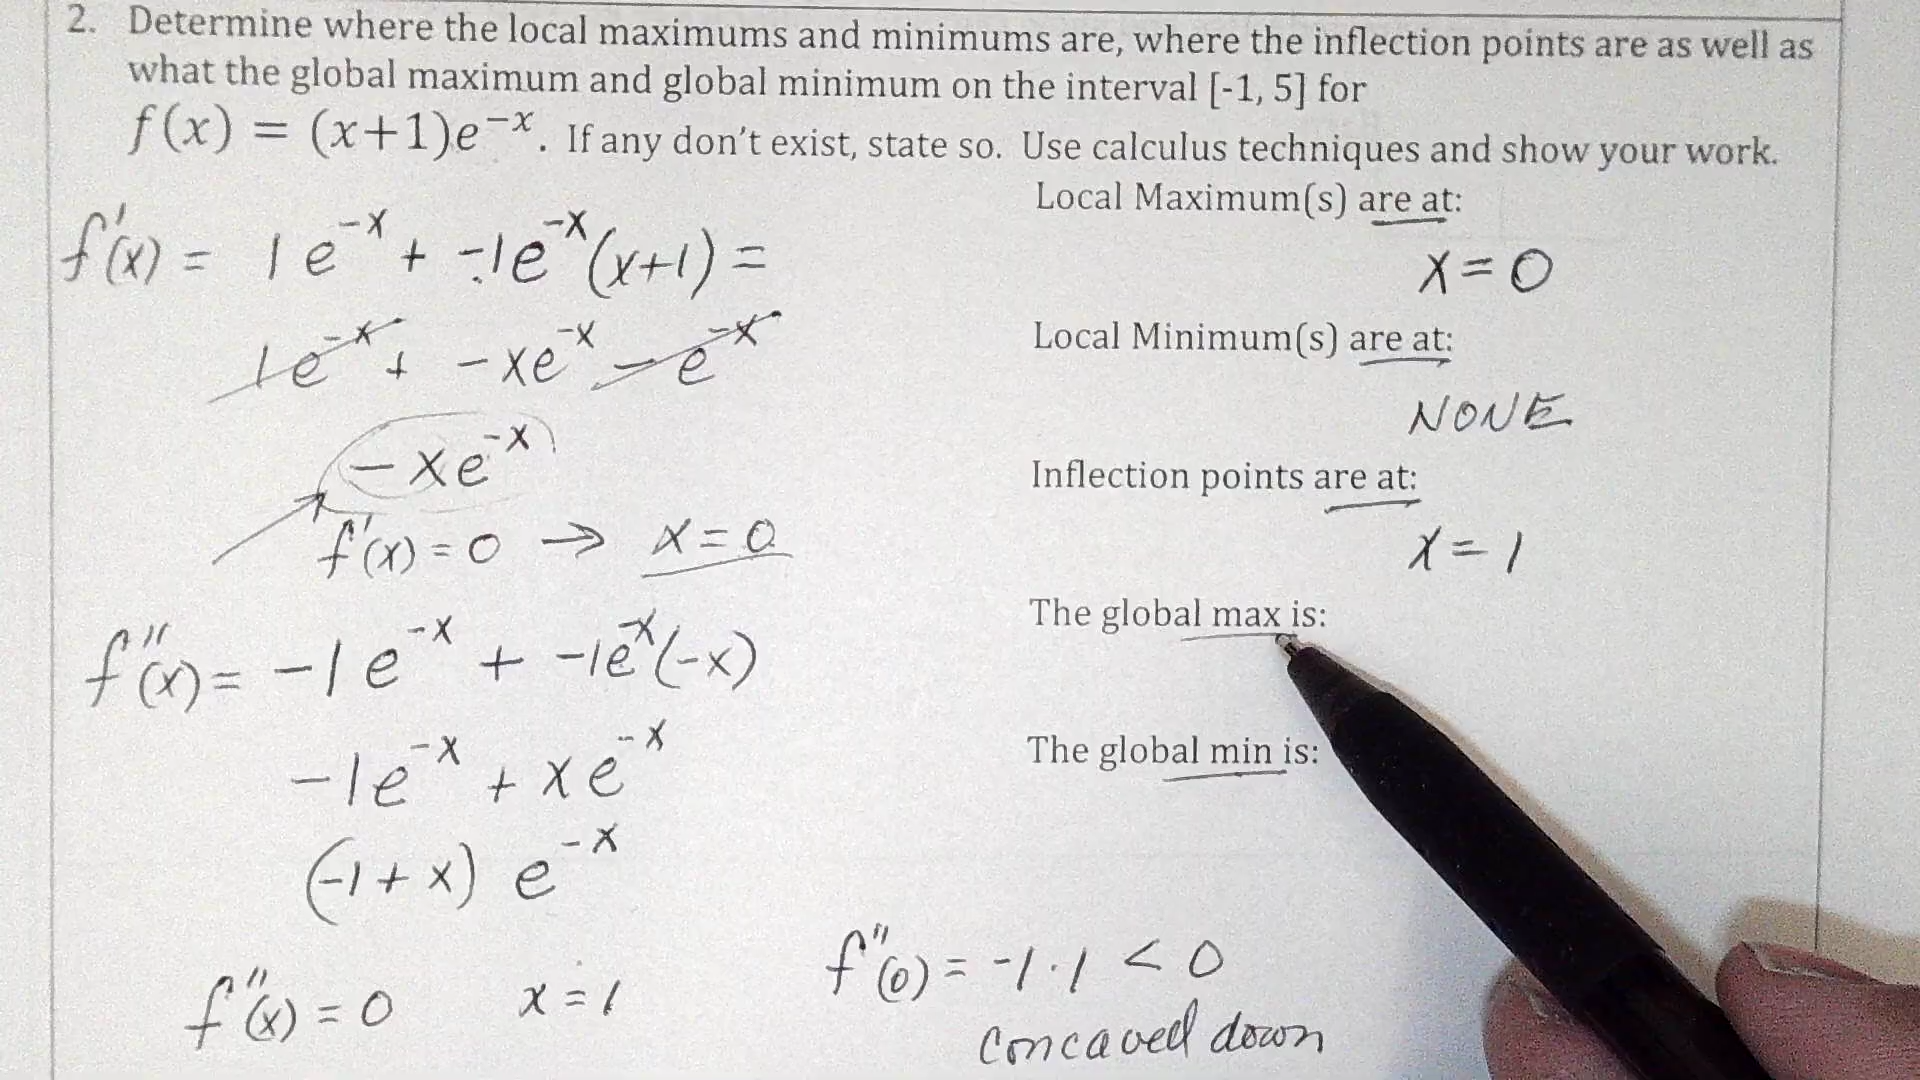 2. Determine where the local maximums and minimums are, where the inflection points are as well as
what the global maximum and global minimum on the interval [-1, 5] for
f(x) = (x+1)e^{-x}. If any don't exist, state so. Use calculus techniques and show your work.
f'(x) = 1e^{-x} + -1e^{-x}(x+1) =
1e^{-x} + -xe^{-x} - e^{-x}
-xe^{-x}
f'(x) = 0 → x = 0
f''(x) = -1e^{-x} + -1e^{-x}(-x)
-1e^{-x} + xe^{-x}
(-1 + x) e^{-x}
f''(x) = 0 x = 1
f''(0) = -1 · 1 < 0
concaved down
Local Maximum(s) are at:
x = 0
Local Minimum(s) are at:
NONE
Inflection points are at:
x = 1
The global max is:
The global min is: